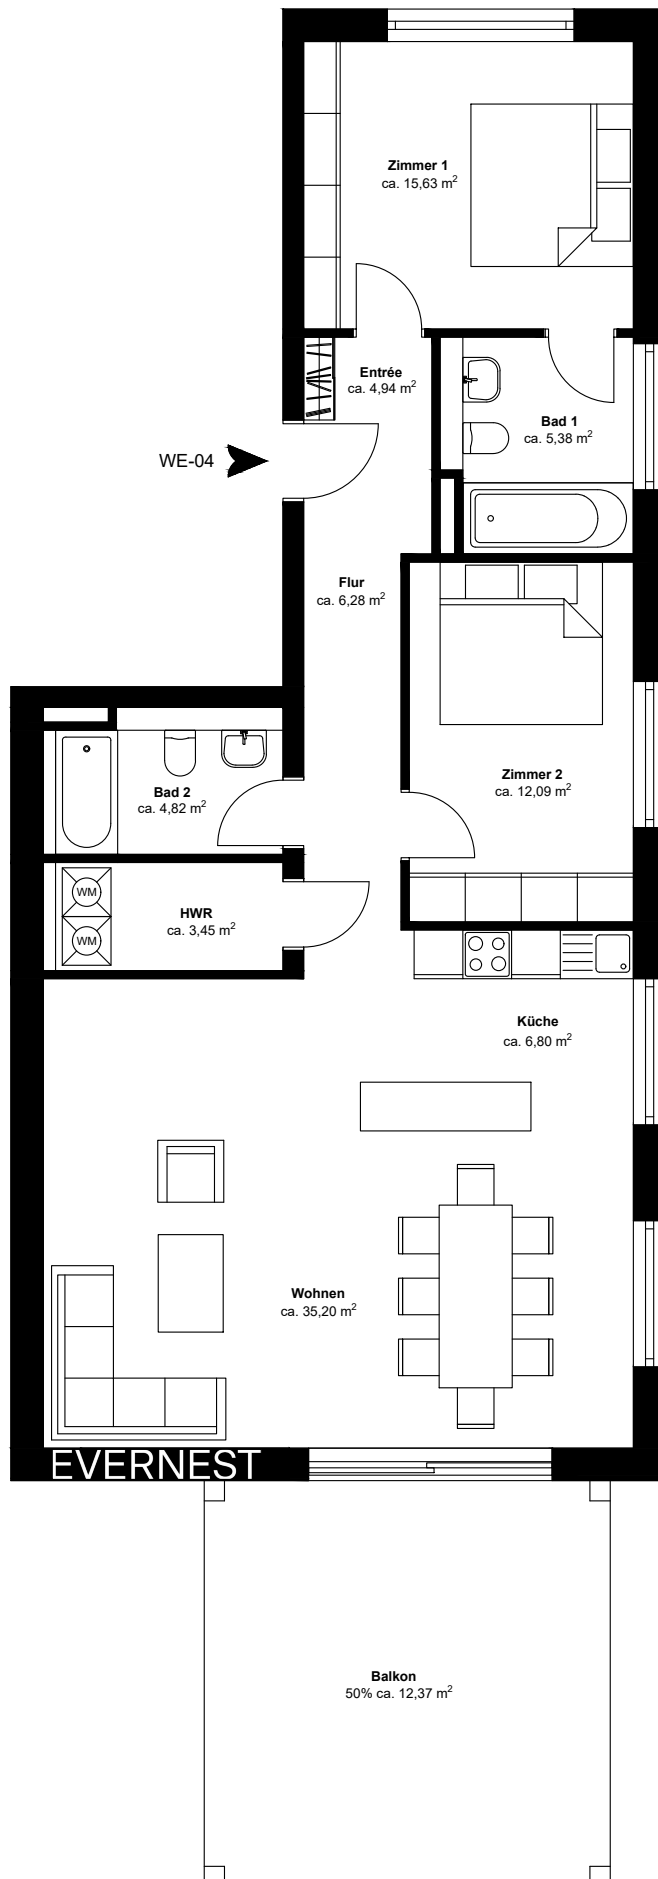 Zimmer 1
ca. 15,63 m²
Entrée
ca. 4,94 m²
Bad 1
ca. 5,38 m²
WE-04
Flur
ca. 6,28 m²
Zimmer 2
ca. 12,09 m²
Bad 2
ca. 4,82 m²
WM
WM
HWR
ca. 3,45 m²
Küche
ca. 6,80 m²
Wohnen
ca. 35,20 m²
EVERNEST
Balkon
50% ca. 12,37 m²